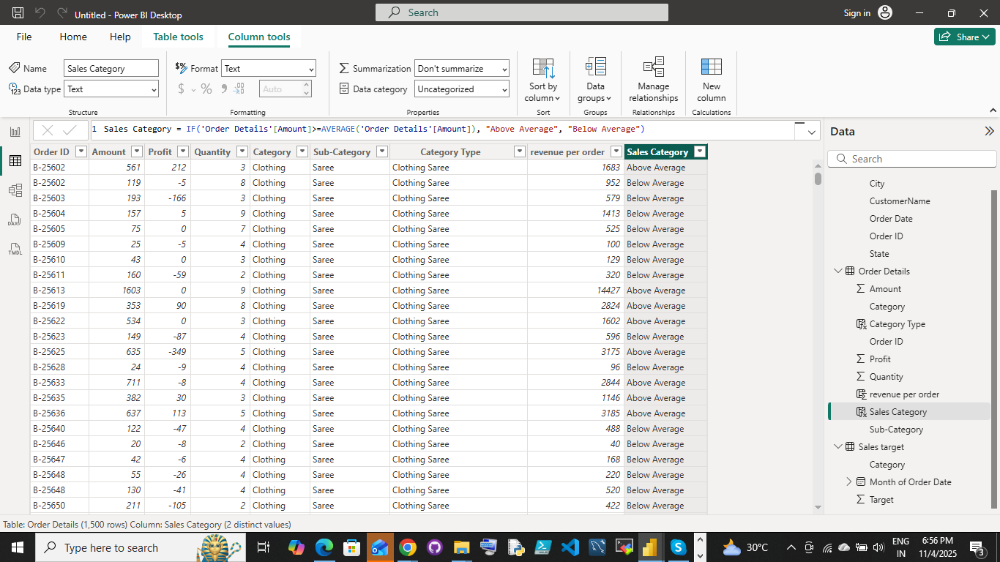 Untitled - Power BI Desktop
Search
Sign in
File Home Help Table tools Column tools
Share
Name Sales Category
Data type Text
Structure
Format Text
$ % Auto
Formatting
Summarization Don't summarize
Data category Uncategorized
Properties
Sort by column
Sort
Data groups
Groups
Manage relationships
Relationships
New column
Calculations
1 Sales Category = IF('Order Details'[Amount]>=AVERAGE('Order Details'[Amount]), "Above Average", "Below Average")
Order ID Amount Profit Quantity Category Sub-Category Category Type revenue per order Sales Category
B-25602 561 212 3 Clothing Saree Clothing Saree 1683 Above Average
B-25602 119 -5 8 Clothing Saree Clothing Saree 952 Below Average
B-25603 193 -166 3 Clothing Saree Clothing Saree 579 Below Average
B-25604 157 5 9 Clothing Saree Clothing Saree 1413 Below Average
B-25605 75 0 7 Clothing Saree Clothing Saree 525 Below Average
B-25609 25 -5 4 Clothing Saree Clothing Saree 100 Below Average
B-25610 43 0 3 Clothing Saree Clothing Saree 129 Below Average
B-25611 160 -59 2 Clothing Saree Clothing Saree 320 Below Average
B-25613 1603 0 9 Clothing Saree Clothing Saree 14427 Above Average
B-25619 353 90 8 Clothing Saree Clothing Saree 2824 Above Average
B-25622 534 0 3 Clothing Saree Clothing Saree 1602 Above Average
B-25623 149 -87 4 Clothing Saree Clothing Saree 596 Below Average
B-25625 635 -349 5 Clothing Saree Clothing Saree 3175 Above Average
B-25628 24 -9 4 Clothing Saree Clothing Saree 96 Below Average
B-25633 711 -8 4 Clothing Saree Clothing Saree 2844 Above Average
B-25635 382 30 3 Clothing Saree Clothing Saree 1146 Above Average
B-25636 637 113 5 Clothing Saree Clothing Saree 3185 Above Average
B-25640 122 -47 4 Clothing Saree Clothing Saree 488 Below Average
B-25646 20 -8 2 Clothing Saree Clothing Saree 40 Below Average
B-25647 42 -6 4 Clothing Saree Clothing Saree 168 Below Average
B-25648 55 -26 4 Clothing Saree Clothing Saree 220 Below Average
B-25648 130 -41 4 Clothing Saree Clothing Saree 520 Below Average
B-25650 211 -105 2 Clothing Saree Clothing Saree 422 Below Average
DAX
TMDL
Data
Search
City
CustomerName
Order Date
Order ID
State
Order Details
Amount
Category
Category Type
Order ID
Profit
Quantity
revenue per order
Sales Category
Sub-Category
Sales target
Category
Month of Order Date
Target
Table: Order Details (1,500 rows) Column: Sales Category (2 distinct values)
Type here to search
30°C
ENG
IN
6:56 PM
11/4/2025
3